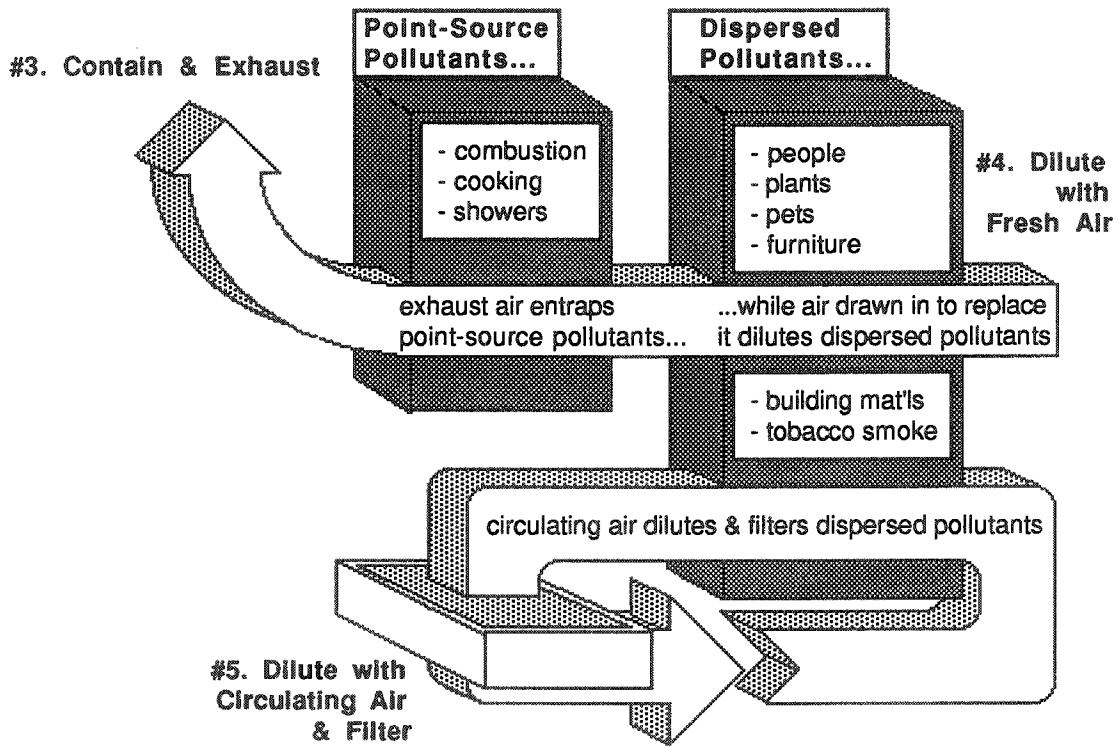 #3. Contain & Exhaust
Point-Source
Pollutants...
- combustion
- cooking
- showers
Dispersed
Pollutants...
- people
- plants
- pets
- furniture
#4. Dilute
with
Fresh Air
exhaust air entraps
point-source pollutants...
...while air drawn in to replace
it dilutes dispersed pollutants
- building mat'ls
- tobacco smoke
circulating air dilutes & filters dispersed pollutants
#5. Dilute with
Circulating Air
& Filter